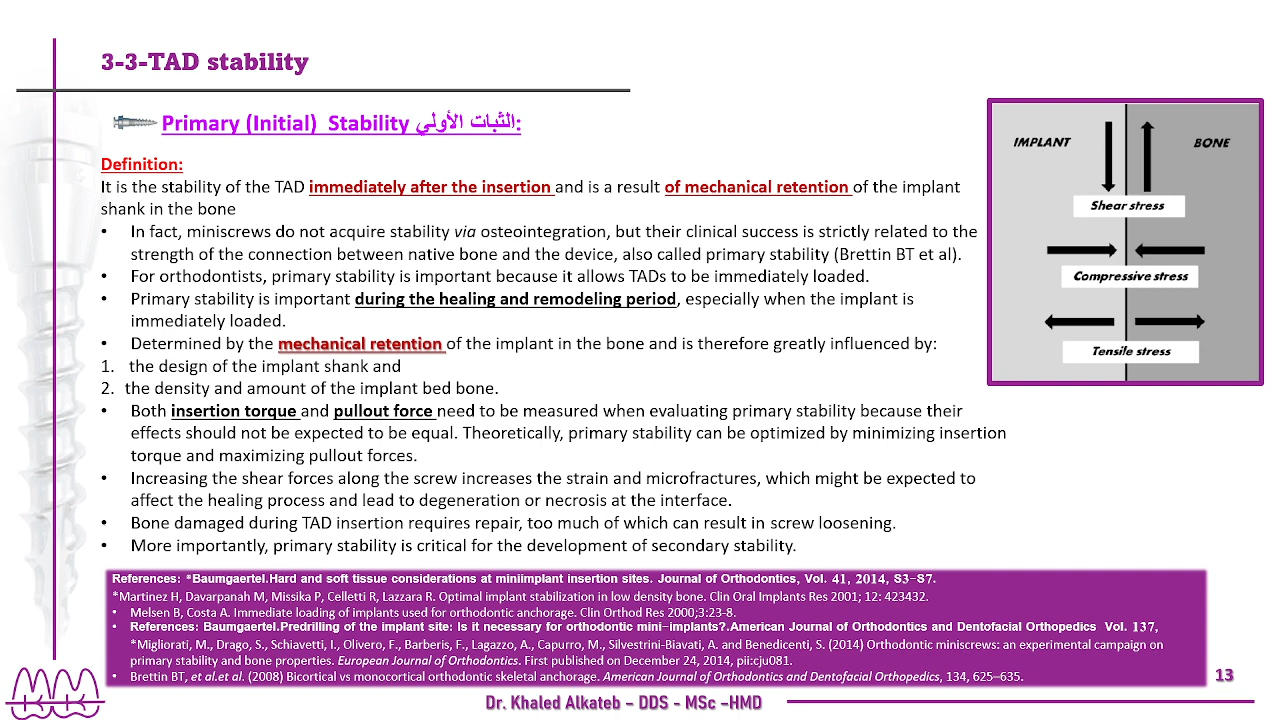 3-3-TAD stability
Primary (Initial)  Stability الثبات الأولي:
Definition:
It is the stability of the TAD immediately after the insertion and is a result of mechanical retention of the implant
shank in the bone
• In fact, miniscrews do not acquire stability via osteointegration, but their clinical success is strictly related to the
strength of the connection between native bone and the device, also called primary stability (Brettin BT et al).
• For orthodontists, primary stability is important because it allows TADs to be immediately loaded.
• Primary stability is important during the healing and remodeling period, especially when the implant is
immediately loaded.
• Determined by the mechanical retention of the implant in the bone and is therefore greatly influenced by:
1. the design of the implant shank and
2. the density and amount of the implant bed bone.
• Both insertion torque and pullout force need to be measured when evaluating primary stability because their
effects should not be expected to be equal. Theoretically, primary stability can be optimized by minimizing insertion
torque and maximizing pullout forces.
• Increasing the shear forces along the screw increases the strain and microfractures, which might be expected to
affect the healing process and lead to degeneration or necrosis at the interface.
• Bone damaged during TAD insertion requires repair, too much of which can result in screw loosening.
• More importantly, primary stability is critical for the development of secondary stability.
IMPLANT
BONE
Shear stress
Compressive stress
Tensile stress
References: *Baumgaertel.Hard and soft tissue considerations at miniimplant insertion sites. Journal of Orthodontics, Vol. 41, 2014, S3–S7.
*Martinez H, Davarpanah M, Missika P, Celletti R, Lazzara R. Optimal implant stabilization in low density bone. Clin Oral Implants Res 2001; 12: 423432.
• Melsen B, Costa A. Immediate loading of implants used for orthodontic anchorage. Clin Orthod Res 2000;3:23-8.
• References: Baumgaertel.Predrilling of the implant site: Is it necessary for orthodontic mini–implants?.American Journal of Orthodontics and Dentofacial Orthopedics  Vol. 137,
*Migliorati, M., Drago, S., Schiavetti, I., Olivero, F., Barberis, F., Lagazzo, A., Capurro, M., Silvestrini-Biavati, A. and Benedicenti, S. (2014) Orthodontic miniscrews: an experimental campaign on
primary stability and bone properties. European Journal of Orthodontics. First published on December 24, 2014, pii:cju081.
• Brettin BT, et al.et al. (2008) Bicortical vs monocortical orthodontic skeletal anchorage. American Journal of Orthodontics and Dentofacial Orthopedics, 134, 625–635.
13
Dr. Khaled Alkateb – DDS - MSc –HMD